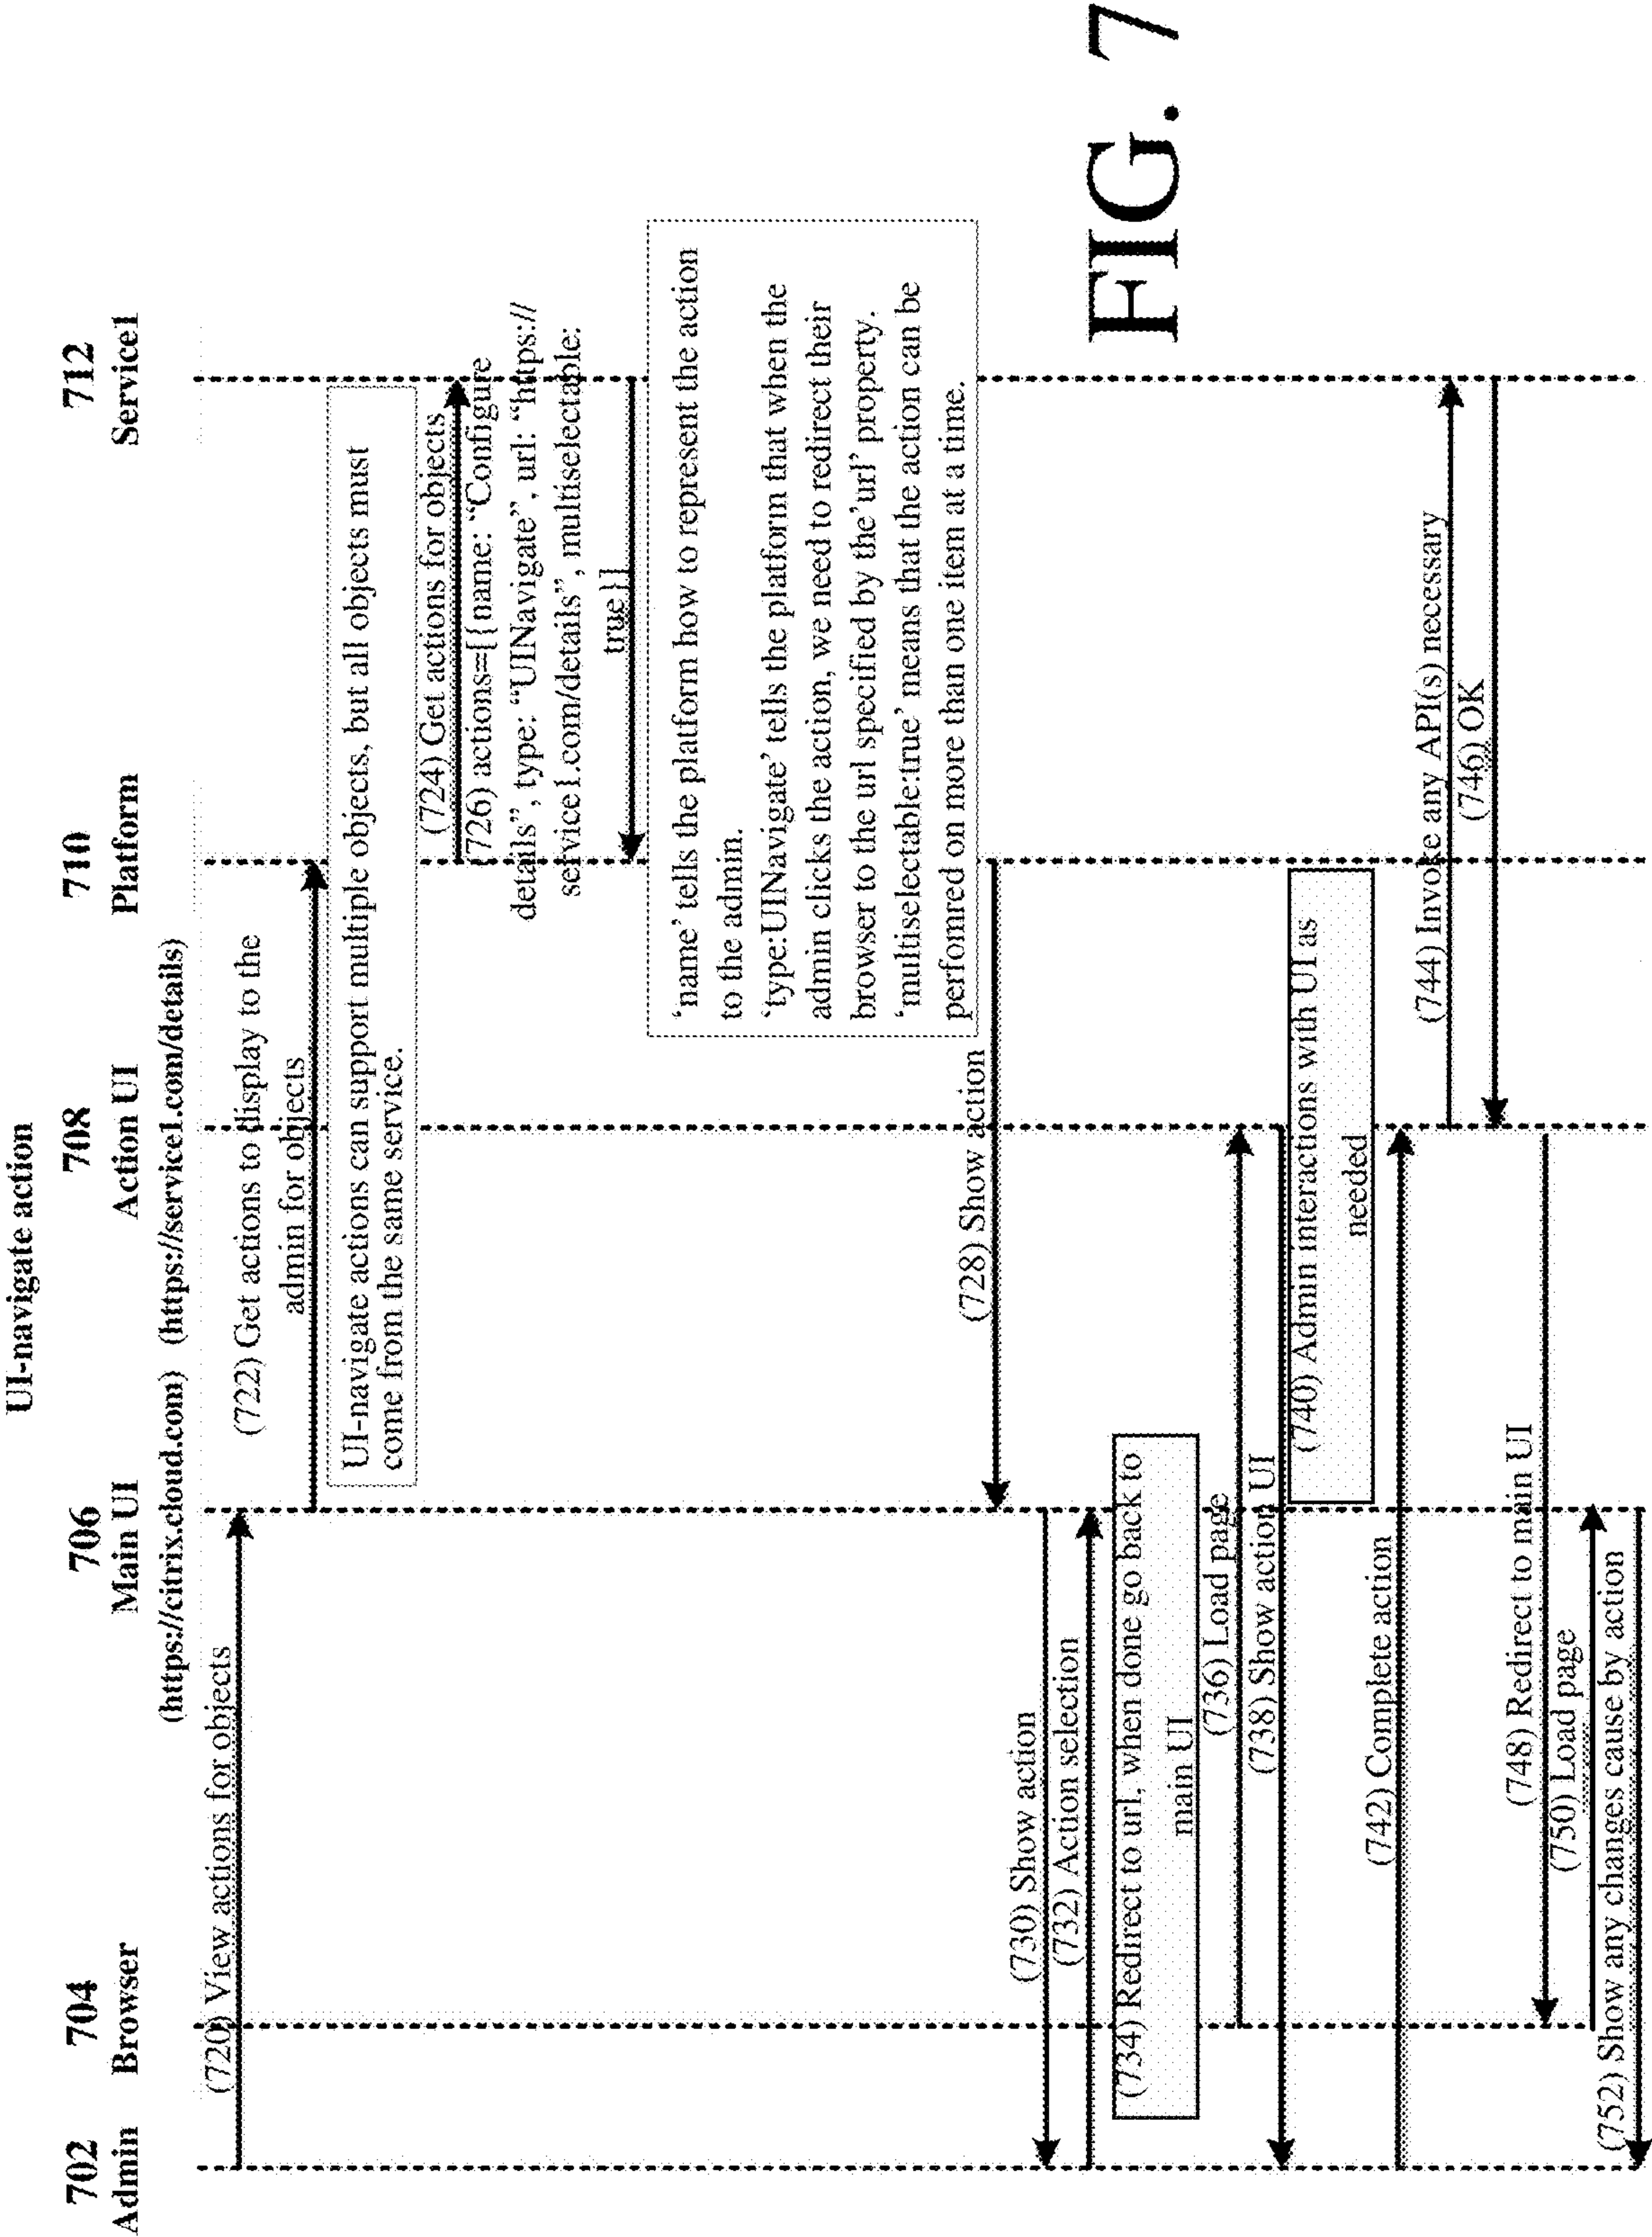 UI-navigate action
702
Admin
704
Browser
706
Main UI
(https://citrix.cloud.com)
708
Action UI
(https://service1.com/details)
710
Platform
712
Service1
(720) View actions for objects
(722) Get actions to display to the
admin for objects
UI-navigate actions can support multiple objects, but all objects must
come from the same service.
(724) Get actions for objects
(726) actions=[{name: “Configure
details”, type: “UINavigate”, url: “https://
service1.com/details”, multiselectable:
true}]
‘name’ tells the platform how to represent the action
to the admin.
‘type:UINavigate’ tells the platform that when the
admin clicks the action, we need to redirect their
browser to the url specified by the’url’ property.
‘multiselectable:true’ means that the action can be
perfomred on more than one item at a time.
(728) Show action
(730) Show action
(732) Action selection
(734) Redirect to url, when done go back to
main UI
(736) Load page
(738) Show action UI
(740) Admin interactions with UI as
needed
(742) Complete action
(744) Invoke any API(s) necessary
(746) OK
(748) Redirect to main UI
(750) Load page
(752) Show any changes cause by action
FIG. 7